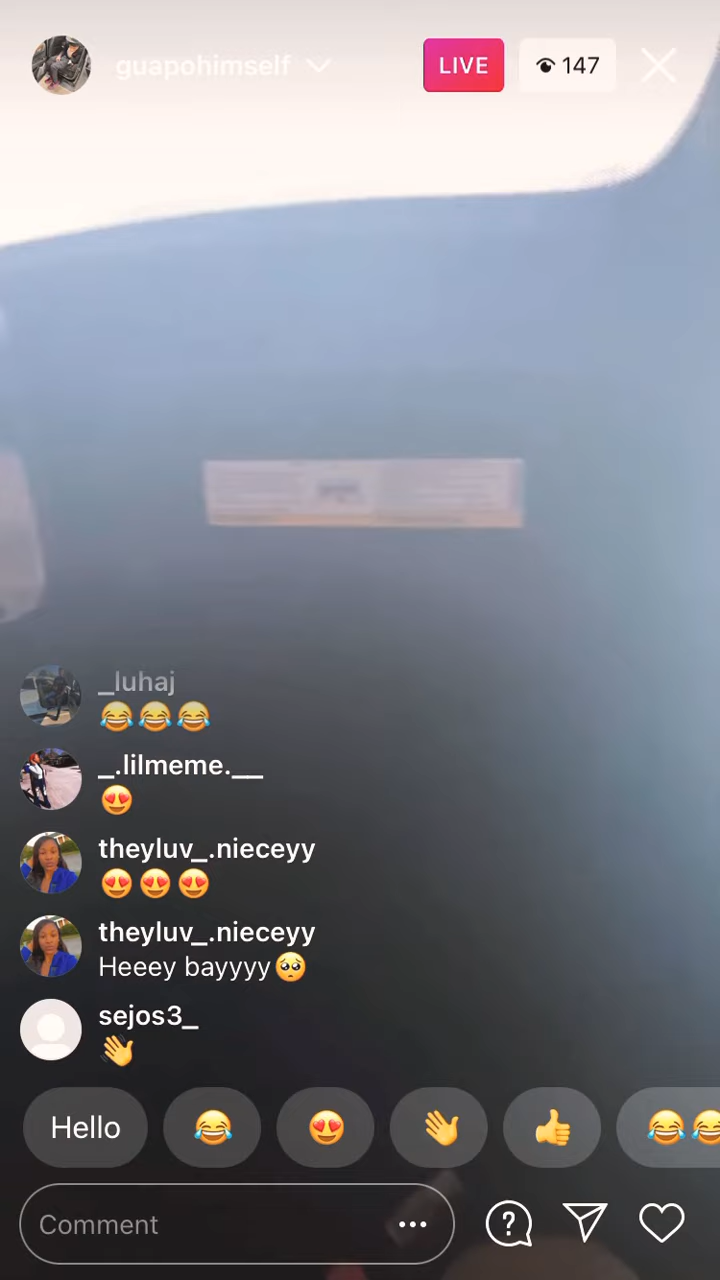 guapohimself
LIVE
147
_luhaj
😂😂😂
_.lilmeme.__
😍
theyluv_.nieceyy
😍😍😍
theyluv_.nieceyy
Heeey bayyyy🥺
sejos3_
👋
Hello 😂 😍 👋 👍 😂😂
Comment